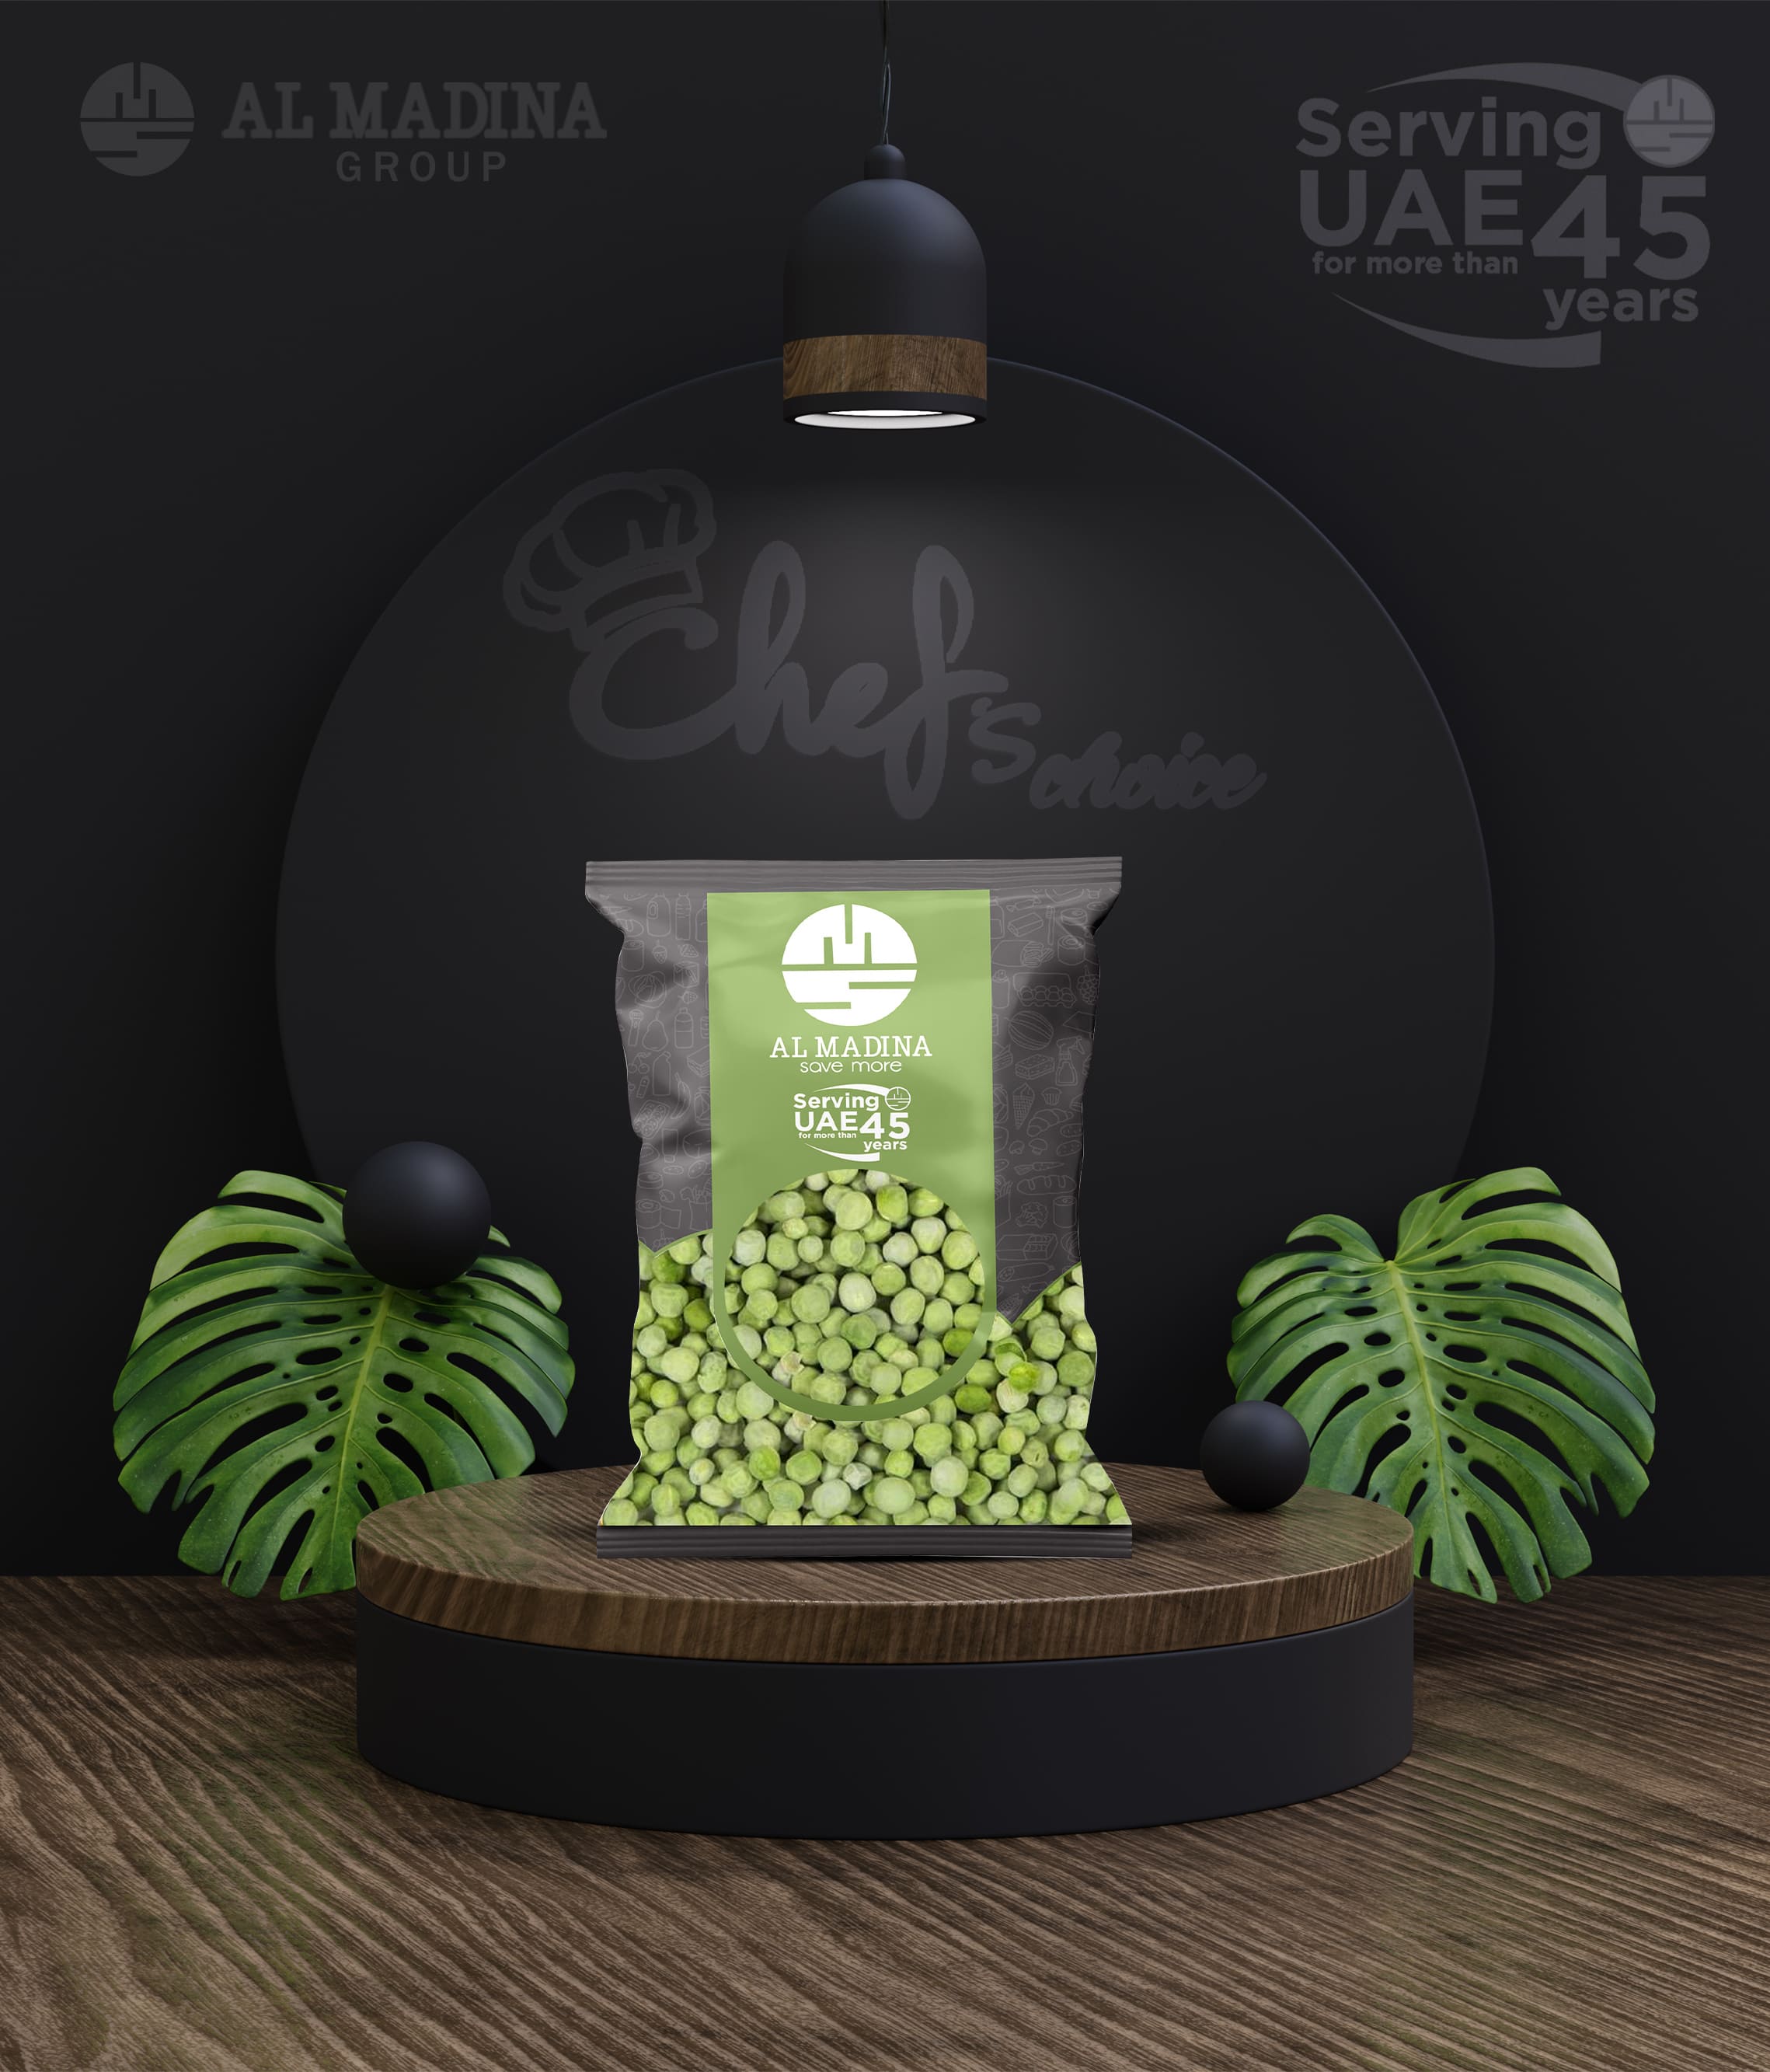 AL MADINA
GROUP
Serving
UAE 45
for more than
years
Chef's choice
AL MADINA
save more
Serving
UAE 45
for more than
years